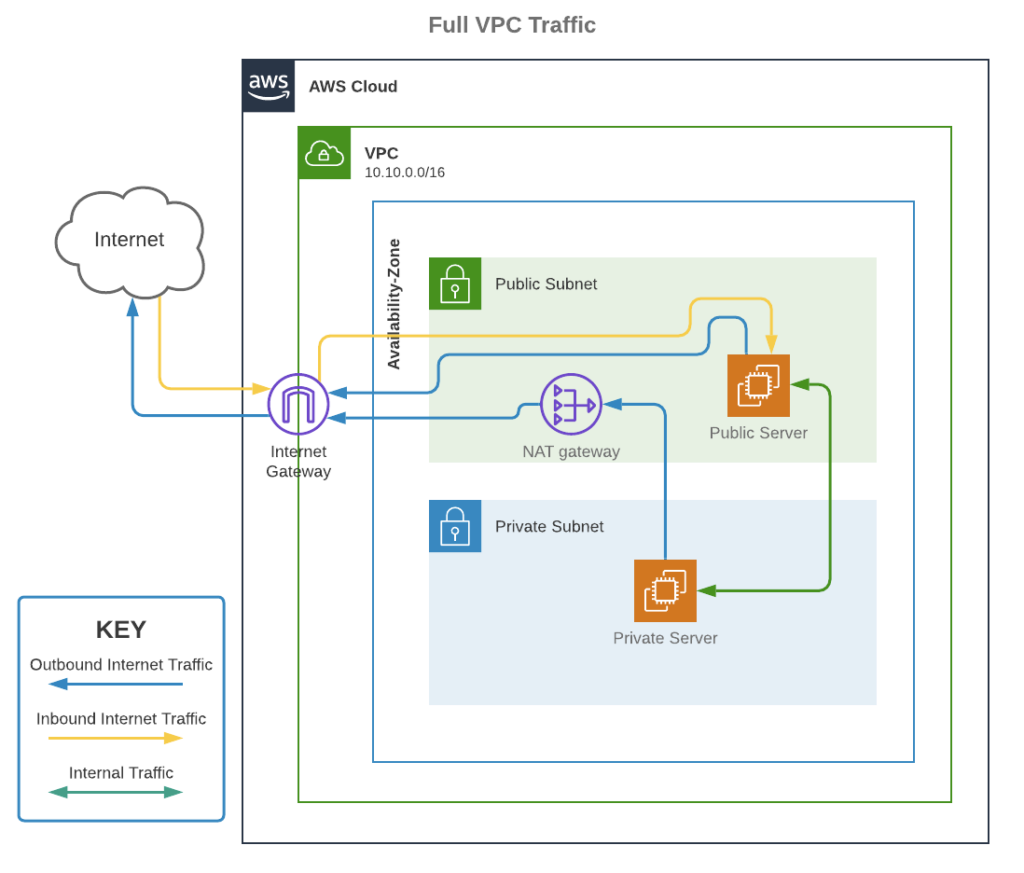 Full VPC Traffic
aws
AWS Cloud
VPC
10.10.0.0/16
Internet
Availability-Zone
Public Subnet
Public Server
NAT gateway
Internet
Gateway
Private Subnet
Private Server
KEY
Outbound Internet Traffic
Inbound Internet Traffic
Internal Traffic